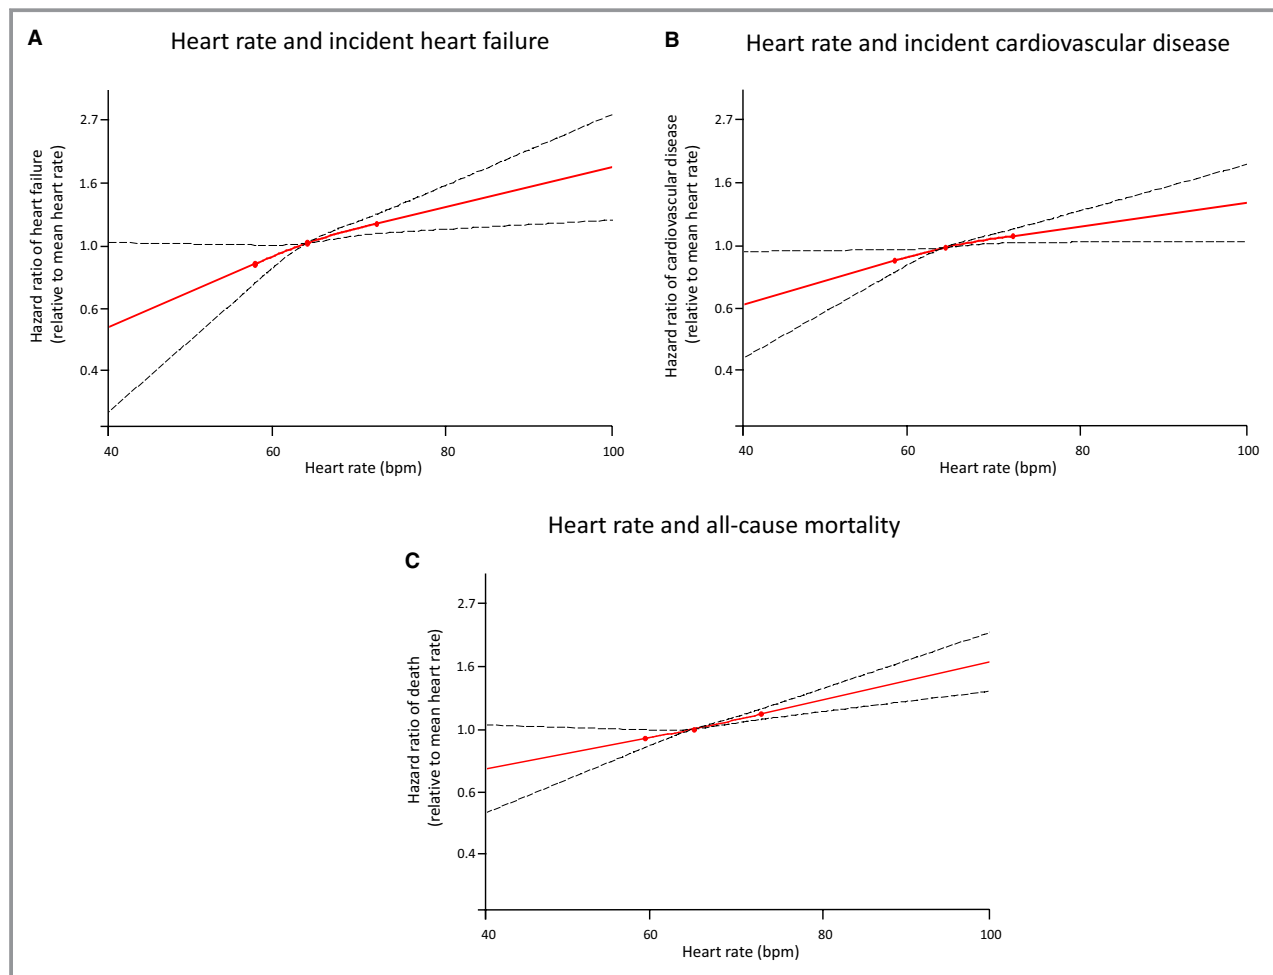 A
Heart rate and incident heart failure
Hazard ratio of heart failure
(relative to mean heart rate)
2.7
1.6
1.0
0.6
0.4
40
60
80
100
Heart rate (bpm)
B
Heart rate and incident cardiovascular disease
Hazard ratio of cardiovascular disease
(relative to mean heart rate)
2.7
1.6
1.0
0.6
0.4
40
60
80
100
Heart rate (bpm)
Heart rate and all-cause mortality
C
Hazard ratio of death
(relative to mean heart rate)
2.7
1.6
1.0
0.6
0.4
40
60
80
100
Heart rate (bpm)